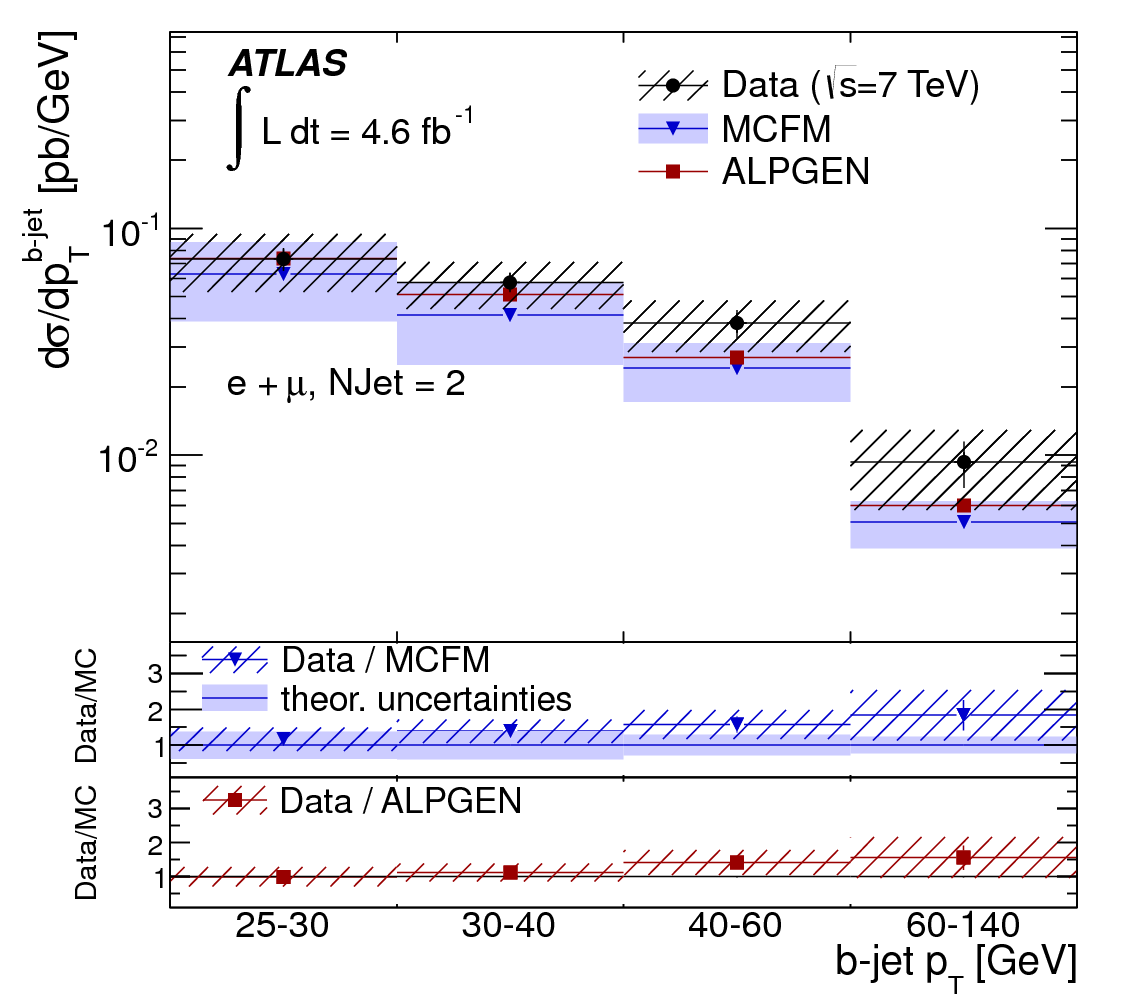 ATLAS
∫ L dt = 4.6 fb⁻¹
Data (√s=7 TeV)
MCFM
ALPGEN
dσ/dp_T^b-jet [pb/GeV]
10⁻¹
e + μ, NJet = 2
10⁻²
Data/MC
Data / MCFM
theor. uncertainties
3
2
1
Data/MC
Data / ALPGEN
3
2
1
25-30 30-40 40-60 60-140
b-jet p_T [GeV]